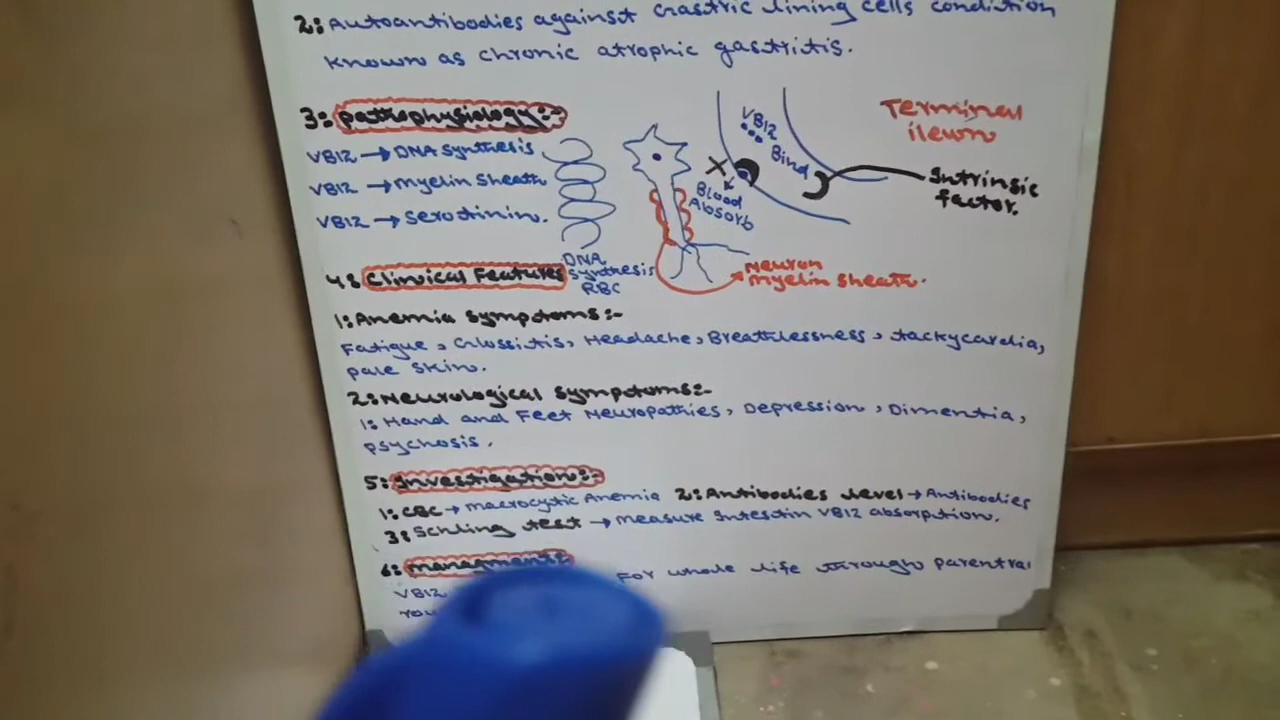 2: Autoantibodies against Gastric lining cells condition
known as chronic atrophic gastritis.
3: pathophysiology:-
VB12 → DNA synthesis
VB12 → myelin sheath
VB12 → serotinin.
DNA
synthesis
RBC
VB12
Bind
Blood
Absorb
Terminal
ileum
Intrinsic
factor.
Neuron
myelin sheath.
4: Clinvical Features
1: Anemia symptoms:-
Fatigue, Glossitis, Headache, Breathlessness, tachycardia,
pale skin.
2: Neurological symptoms:-
1: Hand and Feet Neuropathies, Depression, Dimentia,
psychosis.
5: Investigation:-
1: CBC → macrocytic Anemia 2: Antibodies level → Antibodies
3: Schling test → measure Intestin VB12 absorption.
6: managment:-
VB12 For whole life through parentral